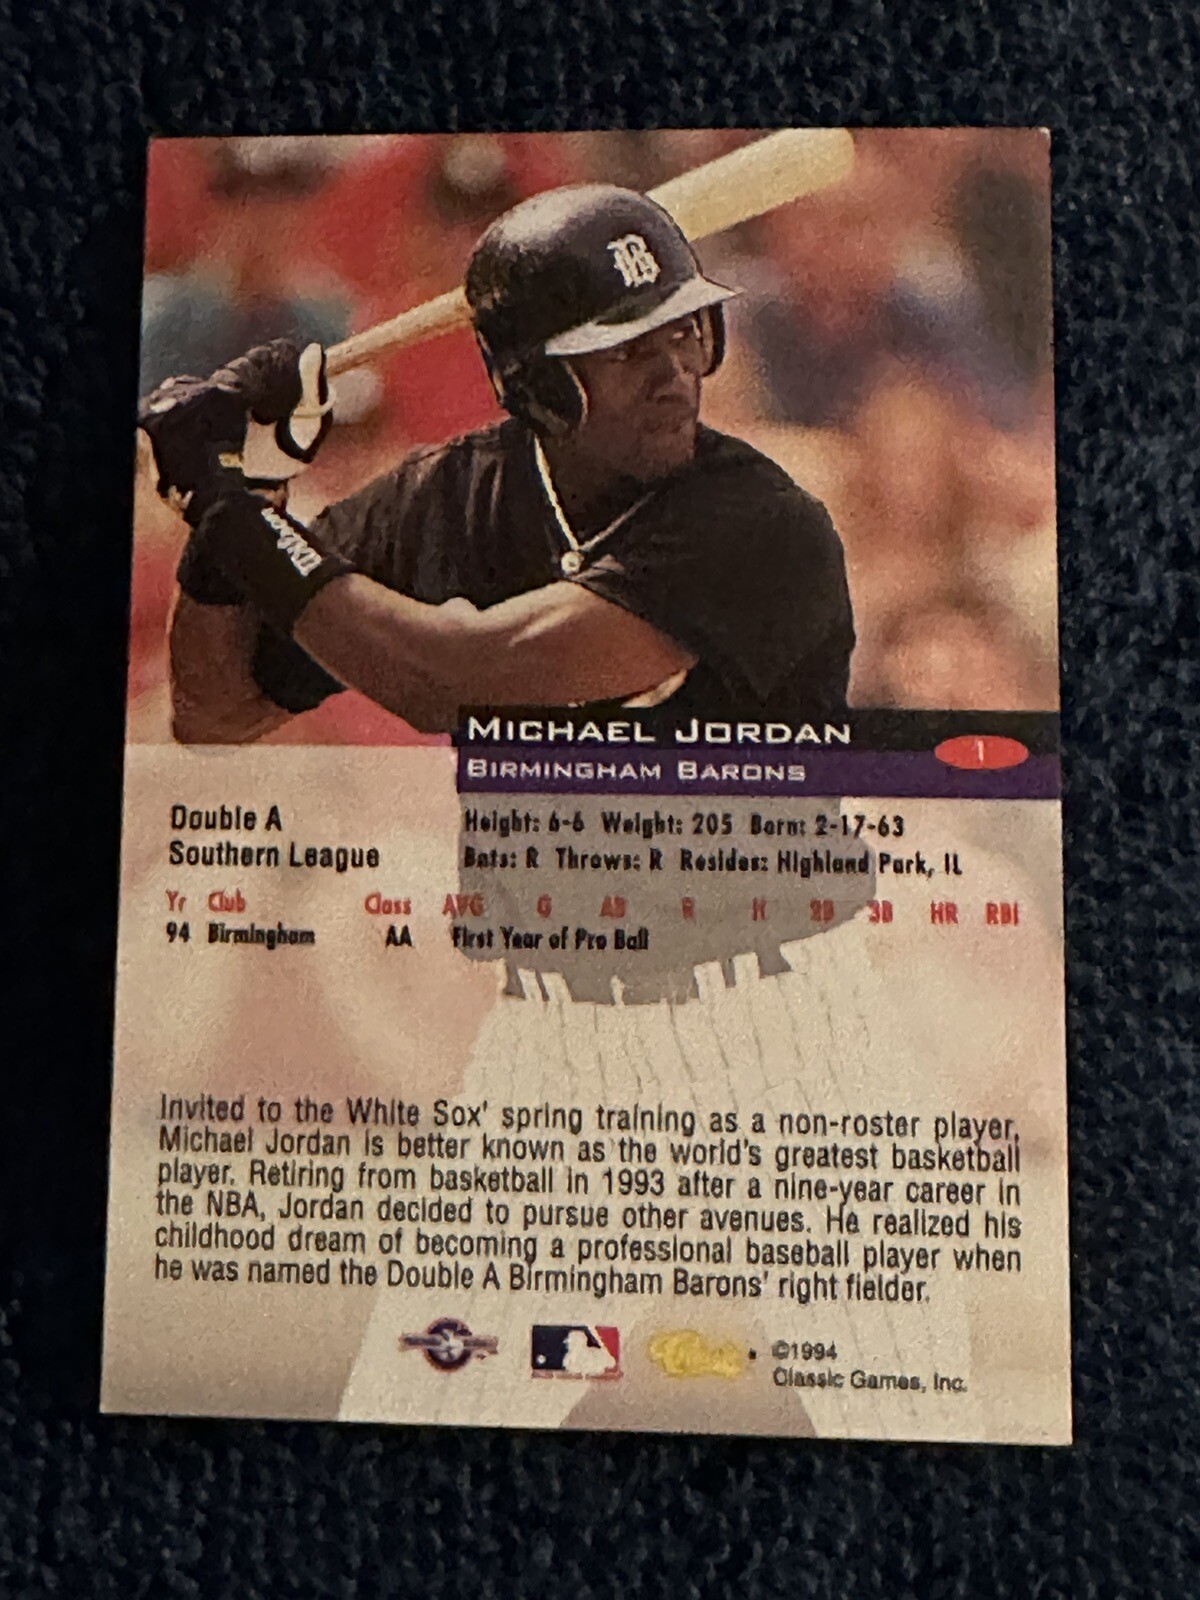 B
Wilson
MICHAEL JORDAN
1
BIRMINGHAM BARONS
Double A
Height: 6-6 Weight: 205 Born: 2-17-63
Southern League
Bats: R Throws: R Resides: Highland Park, IL
Yr Club Class AVG G AB R H 2B 3B HR RBI
94 Birmingham AA First Year of Pro Ball
Invited to the White Sox' spring training as a non-roster player,
Michael Jordan is better known as the world's greatest basketball
player. Retiring from basketball in 1993 after a nine-year career in
the NBA, Jordan decided to pursue other avenues. He realized his
childhood dream of becoming a professional baseball player when
he was named the Double A Birmingham Barons' right fielder.
Classic
©1994
Classic Games, Inc.